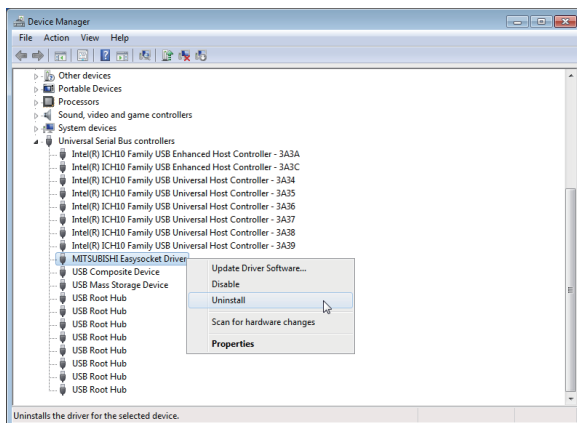 Device Manager
File Action View Help
Other devices
Portable Devices
Processors
Sound, video and game controllers
System devices
Universal Serial Bus controllers
Intel(R) ICH10 Family USB Enhanced Host Controller - 3A3A
Intel(R) ICH10 Family USB Enhanced Host Controller - 3A3C
Intel(R) ICH10 Family USB Universal Host Controller - 3A34
Intel(R) ICH10 Family USB Universal Host Controller - 3A35
Intel(R) ICH10 Family USB Universal Host Controller - 3A36
Intel(R) ICH10 Family USB Universal Host Controller - 3A37
Intel(R) ICH10 Family USB Universal Host Controller - 3A38
Intel(R) ICH10 Family USB Universal Host Controller - 3A39
MITSUBISHI Easysocket Driver
USB Composite Device
USB Mass Storage Device
USB Root Hub
USB Root Hub
USB Root Hub
USB Root Hub
USB Root Hub
USB Root Hub
USB Root Hub
USB Root Hub
Update Driver Software...
Disable
Uninstall
Scan for hardware changes
Properties
Uninstalls the driver for the selected device.